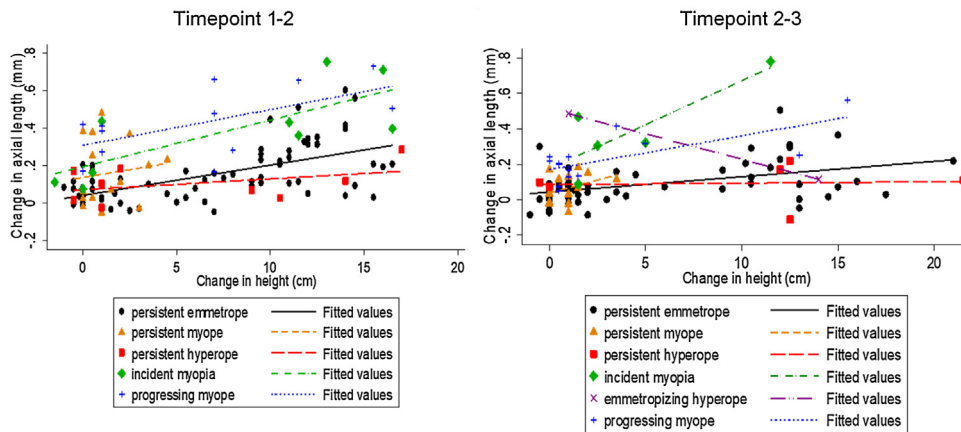 Timepoint 1-2
Change in axial length (mm)
-.2 0 .2 .4 .6 .8
0 5 10 15 20
Change in height (cm)
persistent emmetrope Fitted values
persistent myope Fitted values
persistent hyperope Fitted values
incident myopia Fitted values
progressing myope Fitted values
Timepoint 2-3
Change in axial length (mm)
-.2 0 .2 .4 .6 .8
0 5 10 15 20
Change in height (cm)
persistent emmetrope Fitted values
persistent myope Fitted values
persistent hyperope Fitted values
incident myopia Fitted values
emmetropizing hyperope Fitted values
progressing myope Fitted values